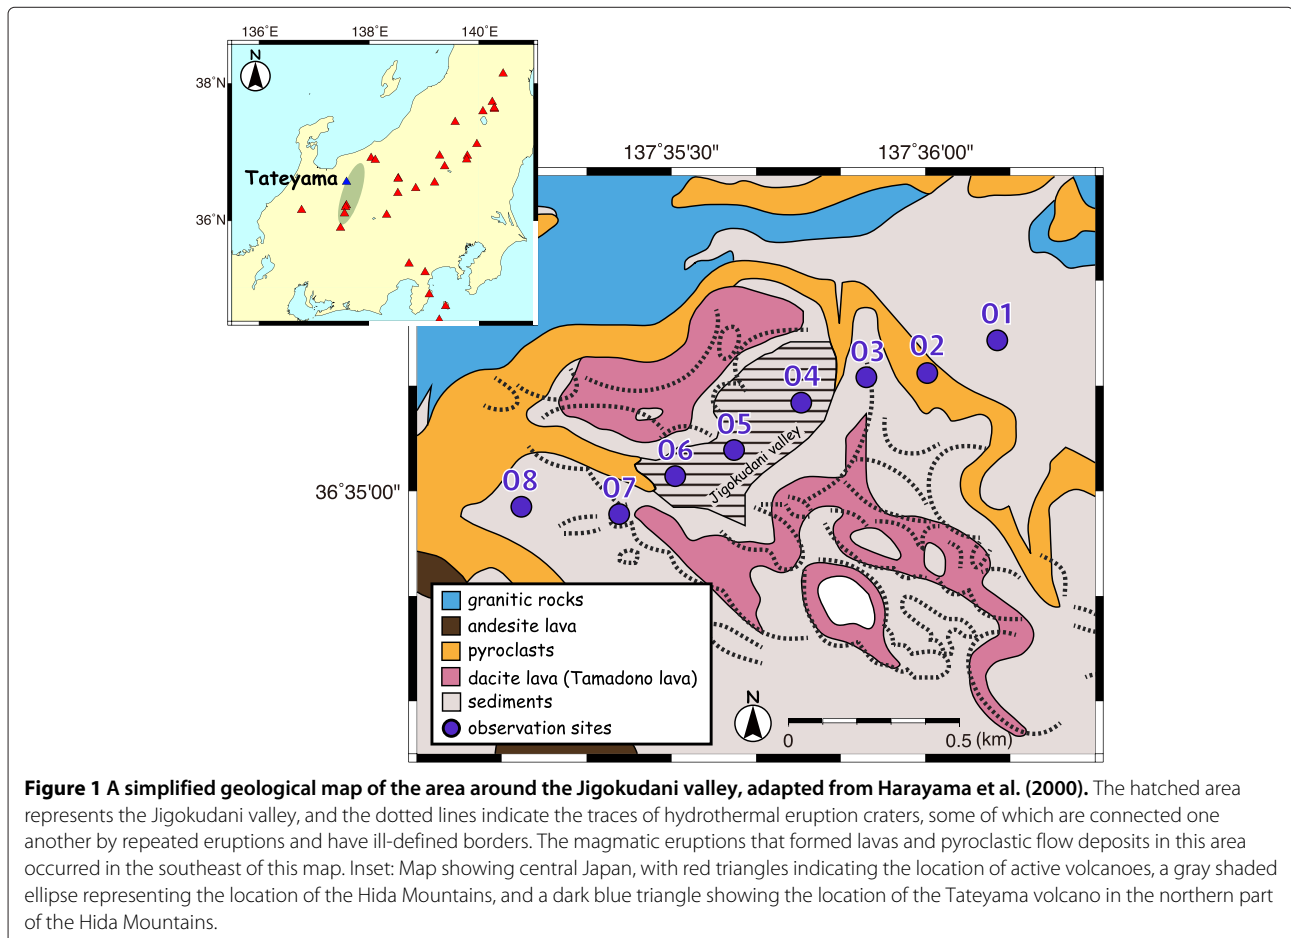 136˚E 138˚E 140˚E
N
38˚N
Tateyama
36˚N
137˚35'30" 137˚36'00"
01
02
03
04
05
06
07
08
Jigokudani valley
36˚35'00"
granitic rocks
andesite lava
pyroclasts
dacite lava (Tamadono lava)
sediments
observation sites
N
0 0.5 (km)
Figure 1 A simplified geological map of the area around the Jigokudani valley, adapted from Harayama et al. (2000). The hatched area
represents the Jigokudani valley, and the dotted lines indicate the traces of hydrothermal eruption craters, some of which are connected one
another by repeated eruptions and have ill-defined borders. The magmatic eruptions that formed lavas and pyroclastic flow deposits in this area
occurred in the southeast of this map. Inset: Map showing central Japan, with red triangles indicating the location of active volcanoes, a gray shaded
ellipse representing the location of the Hida Mountains, and a dark blue triangle showing the location of the Tateyama volcano in the northern part
of the Hida Mountains.